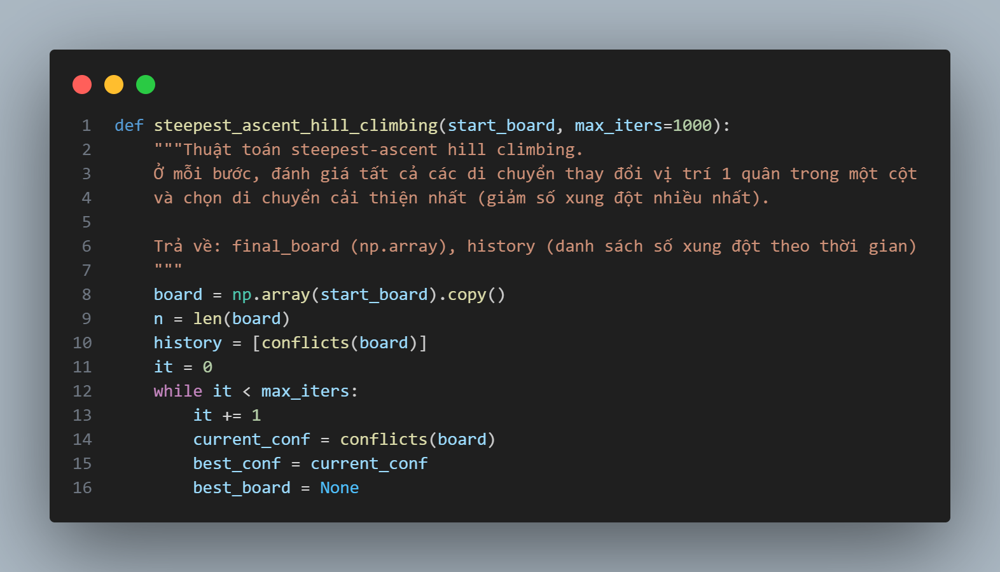 1 def steepest_ascent_hill_climbing(start_board, max_iters=1000):
2     """Thuật toán steepest-ascent hill climbing.
3     Ở mỗi bước, đánh giá tất cả các di chuyển thay đổi vị trí 1 quân trong một cột
4     và chọn di chuyển cải thiện nhất (giảm số xung đột nhiều nhất).
5
6     Trả về: final_board (np.array), history (danh sách số xung đột theo thời gian)
7     """
8     board = np.array(start_board).copy()
9     n = len(board)
10     history = [conflicts(board)]
11     it = 0
12     while it < max_iters:
13         it += 1
14         current_conf = conflicts(board)
15         best_conf = current_conf
16         best_board = None